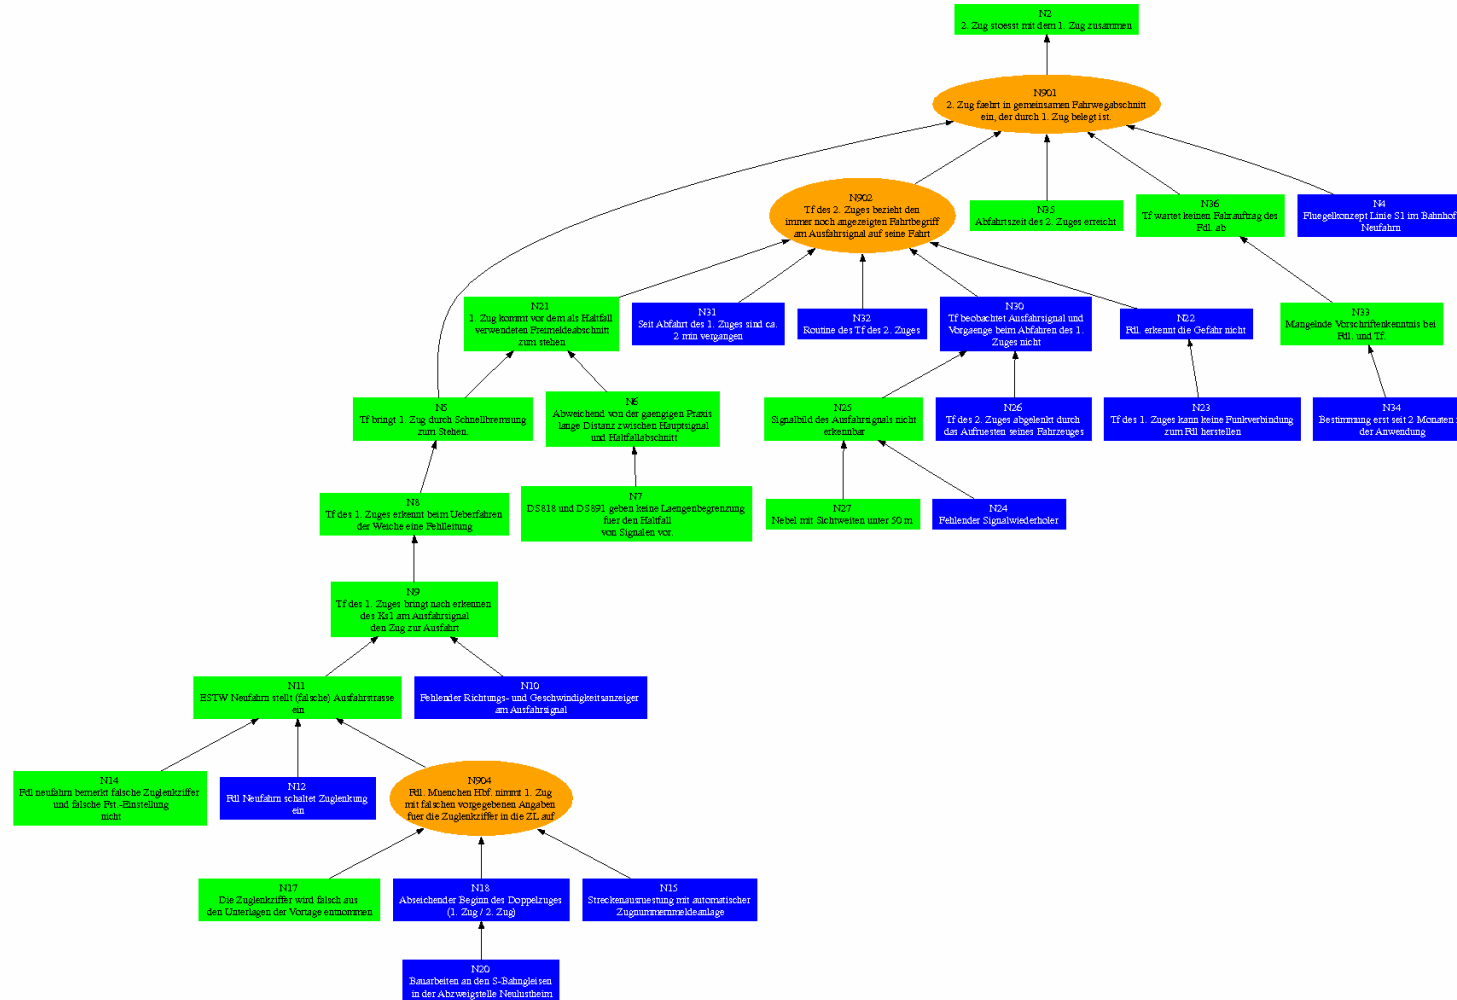 N2
2. Zug stoesst mit dem 1. Zug zusammen
N901
2. Zug faehrt in gemeinsamen Fahrwegabschnitt
ein, der durch 1. Zug belegt ist.
N902
Tf des 2. Zuges bezieht den
immer noch angezeigten Fahrtbegriff
am Ausfahrsignal auf seine Fahrt
N35
Abfahrtszeit des 2. Zuges erreicht
N36
Tf wartet keinen Fahrauftrag des
Fdl. ab
N4
Fluegelkonzept Linie S1 im Bahnhof
Neufahrn
N21
1. Zug kommt vor dem als Haltfall
verwendeten Freimeldeabschnitt
zum stehen
N31
Seit Abfahrt des 1. Zuges sind ca.
2 min vergangen
N32
Routine des Tf des 2. Zuges
N30
Tf beobachtet Ausfahrsignal und
Vorgaenge beim Abfahren des 1.
Zuges nicht
N22
Fdl. erkennt die Gefahr nicht
N33
Mangelnde Vorschriftenkenntnis bei
Fdl. und Tf.
N5
Tf bringt 1. Zug durch Schnellbremsung
zum Stehen.
N6
Abweichend von der gaengigen Praxis
lange Distanz zwischen Hauptsignal
und Haltfallabschnitt
N25
Signalbild des Ausfahrsignals nicht
erkennbar
N26
Tf des 2. Zuges abgelenkt durch
das Aufruesten seines Fahrzeuges
N23
Tf des 1. Zuges kann keine Funkverbindung
zum Fdl herstellen
N34
Bestimmung erst seit 2 Monaten
der Anwendung
N8
Tf des 1. Zuges erkennt beim Ueberfahren
der Weiche eine Fehlleitung
N7
DS818 und DS891 geben keine Laengenbegrenzung
fuer den Haltfall
von Signalen vor.
N27
Nebel mit Sichtweiten unter 50 m
N24
Fehlender Signalwiederholer
N9
Tf des 1. Zuges bringt nach erkennen
des Ks1 am Ausfahrsignal
den Zug zur Ausfahrt
N11
ESTW Neufahrn stellt (falsche) Ausfahrstrasse
ein
N10
Fehlender Richtungs- und Geschwindigkeitsanzeiger
am Ausfahrsignal
N14
Fdl neufahrn bemerkt falsche Zuglenkziffer
und falsche Fst.-Einstellung
nicht
N12
Fdl Neufahrn schaltet Zuglenkung
ein
N904
Fdl. Muenchen Hbf. nimmt 1. Zug
mit falschen vorgegebenen Angaben
fuer die Zuglenkziffer in die ZL auf
N17
Die Zuglenkziffer wird falsch aus
den Unterlagen der Vortage entnommen
N18
Abseichender Beginn des Doppelzuges
(1. Zug / 2. Zug)
N15
Streckenausruestung mit automatischer
Zugnummernmeldeanlage
N20
Bauarbeiten an den S-Bahngleisen
in der Abzweigstelle Neulustheim